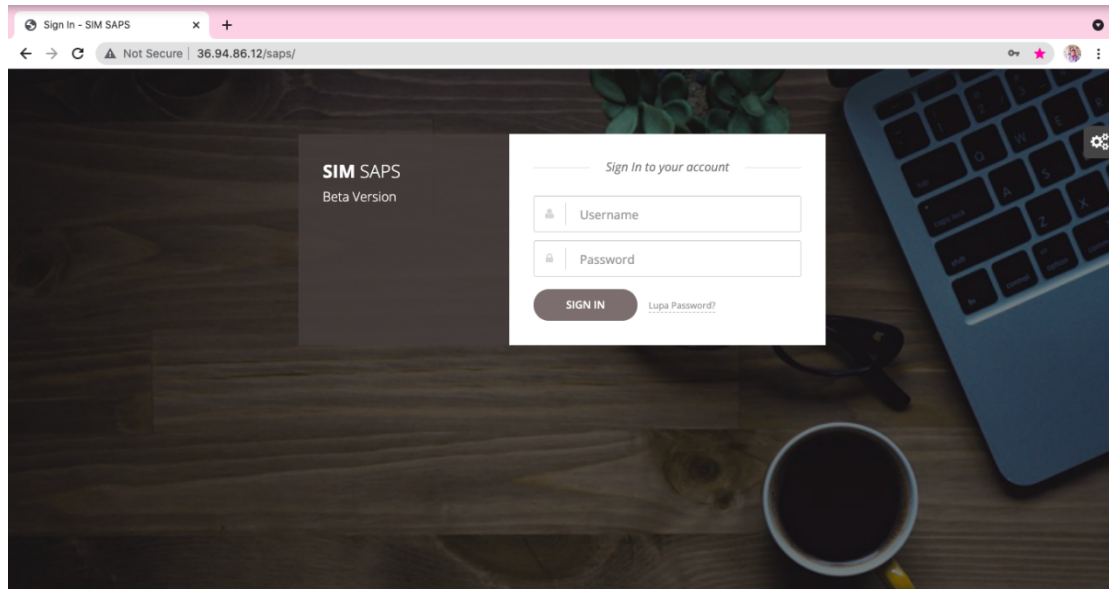 Sign In - SIM SAPS
Not Secure | 36.94.86.12/saps/
SIM SAPS
Beta Version
Sign In to your account
Username
Password
SIGN IN
Lupa Password?